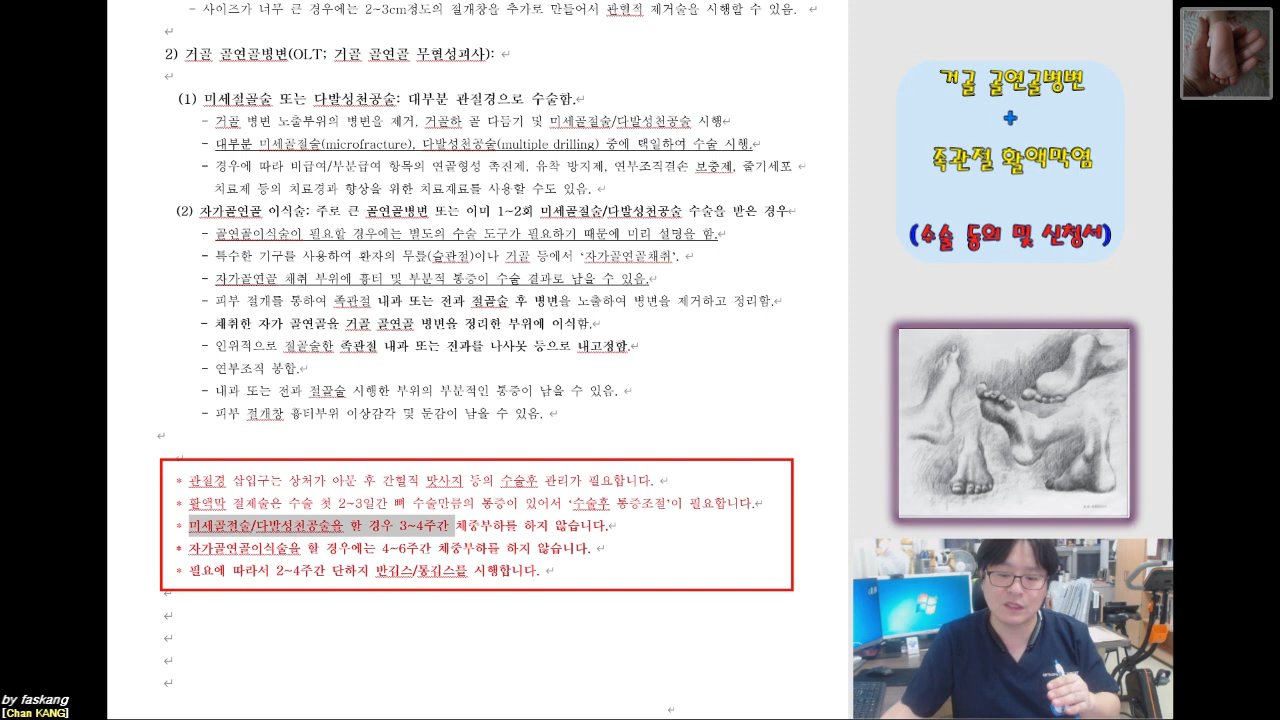 - 사이즈가 너무 큰 경우에는 2~3cm정도의 절개창을 추가로 만들어서 관혈적 제거술을 시행할 수 있음.
2) 거골 골연골병변(OLT; 거골 골연골 무혈성괴사):
(1) 미세절골술 또는 다발성천공술: 대부분 관절경으로 수술함.
- 거골 병변 노출부위의 병변을 제거, 거골하 골 다듬기 및 미세골절술/다발성천공술 시행
- 대부분 미세골절술(microfracture), 다발성천공술(multiple drilling) 중에 택일하여 수술 시행.
- 경우에 따라 비급여/부분급여 항목의 연골형성 촉진제, 유착 방지제, 연부조직결손 보충제, 줄기세포
치료제 등의 치료경과 향상을 위한 치료재료를 사용할 수도 있음.
(2) 자가골연골 이식술: 주로 큰 골연골병변 또는 이미 1~2회 미세골절술/다발성천공술 수술을 받은 경우
- 골연골이식술이 필요할 경우에는 별도의 수술 도구가 필요하기 때문에 미리 설명을 함.
- 특수한 기구를 사용하여 환자의 무릎(슬관절)이나 거골 등에서 ‘자가골연골채취’.
- 자가골연골 채취 부위에 흉터 및 부분적 통증이 수술 결과로 남을 수 있음.
- 피부 절개를 통하여 족관절 내과 또는 전과 절골술 후 병변을 노출하여 병변을 제거하고 정리함.
- 채취한 자가 골연골을 거골 골연골 병변을 정리한 부위에 이식함.
- 인위적으로 절골술한 족관절 내과 또는 전과를 나사못 등으로 내고정함.
- 연부조직 봉합.
- 내과 또는 전과 절골술 시행한 부위의 부분적인 통증이 남을 수 있음.
- 피부 절개창 흉터부위 이상감각 및 둔감이 남을 수 있음.
* 관절경 삽입구는 상처가 아문 후 간헐적 맛사지 등의 수술후 관리가 필요합니다.
* 활액막 절제술은 수술 첫 2~3일간 뼈 수술만큼의 통증이 있어서 ‘수술후 통증조절’이 필요합니다.
* 미세골절술/다발성천공술을 할 경우 3~4주간 체중부하를 하지 않습니다.
* 자가골연골이식술을 할 경우에는 4~6주간 체중부하를 하지 않습니다.
* 필요에 따라서 2~4주간 단하지 반깁스/통깁스를 시행합니다.
거골 골연골병변
+
족관절 활액막염
(수술 동의 및 신청서)
by faskang
[Chan KANG]